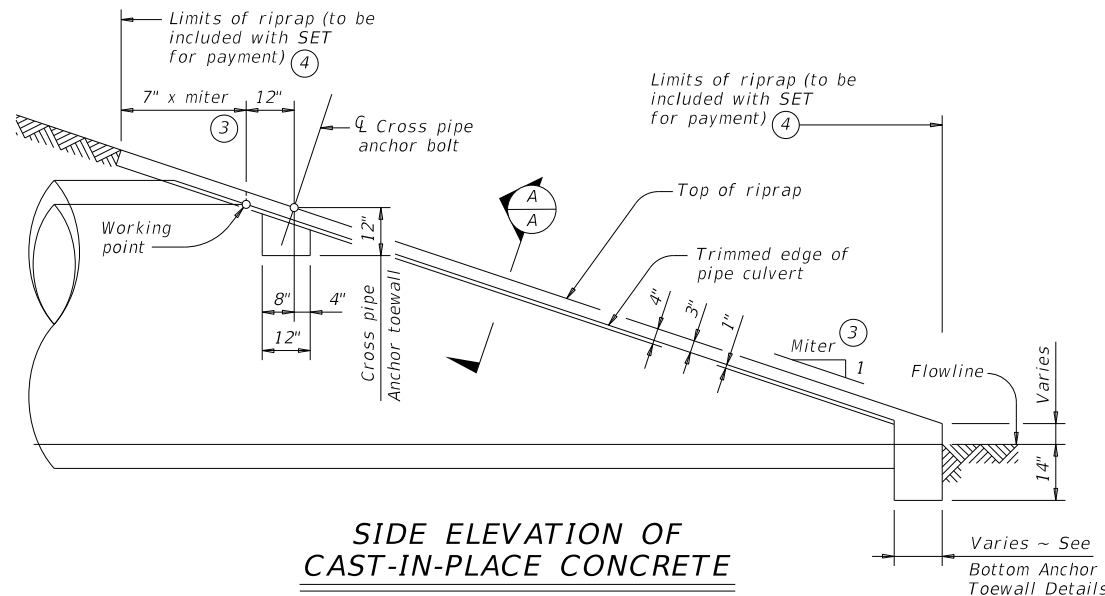 Limits of riprap (to be
included with SET
for payment) 4
7" x miter
12"
3
℄ Cross pipe
anchor bolt
Limits of riprap (to be
included with SET
for payment) 4
A
A
Top of riprap
Working
point
12"
Cross pipe
Anchor toewall
Trimmed edge of
pipe culvert
8"
4"
12"
4"
3"
1"
Miter 3
1
Flowline
Varies
14"
SIDE ELEVATION OF
CAST-IN-PLACE CONCRETE
Varies ~ See
Bottom Anchor
Toewall Details